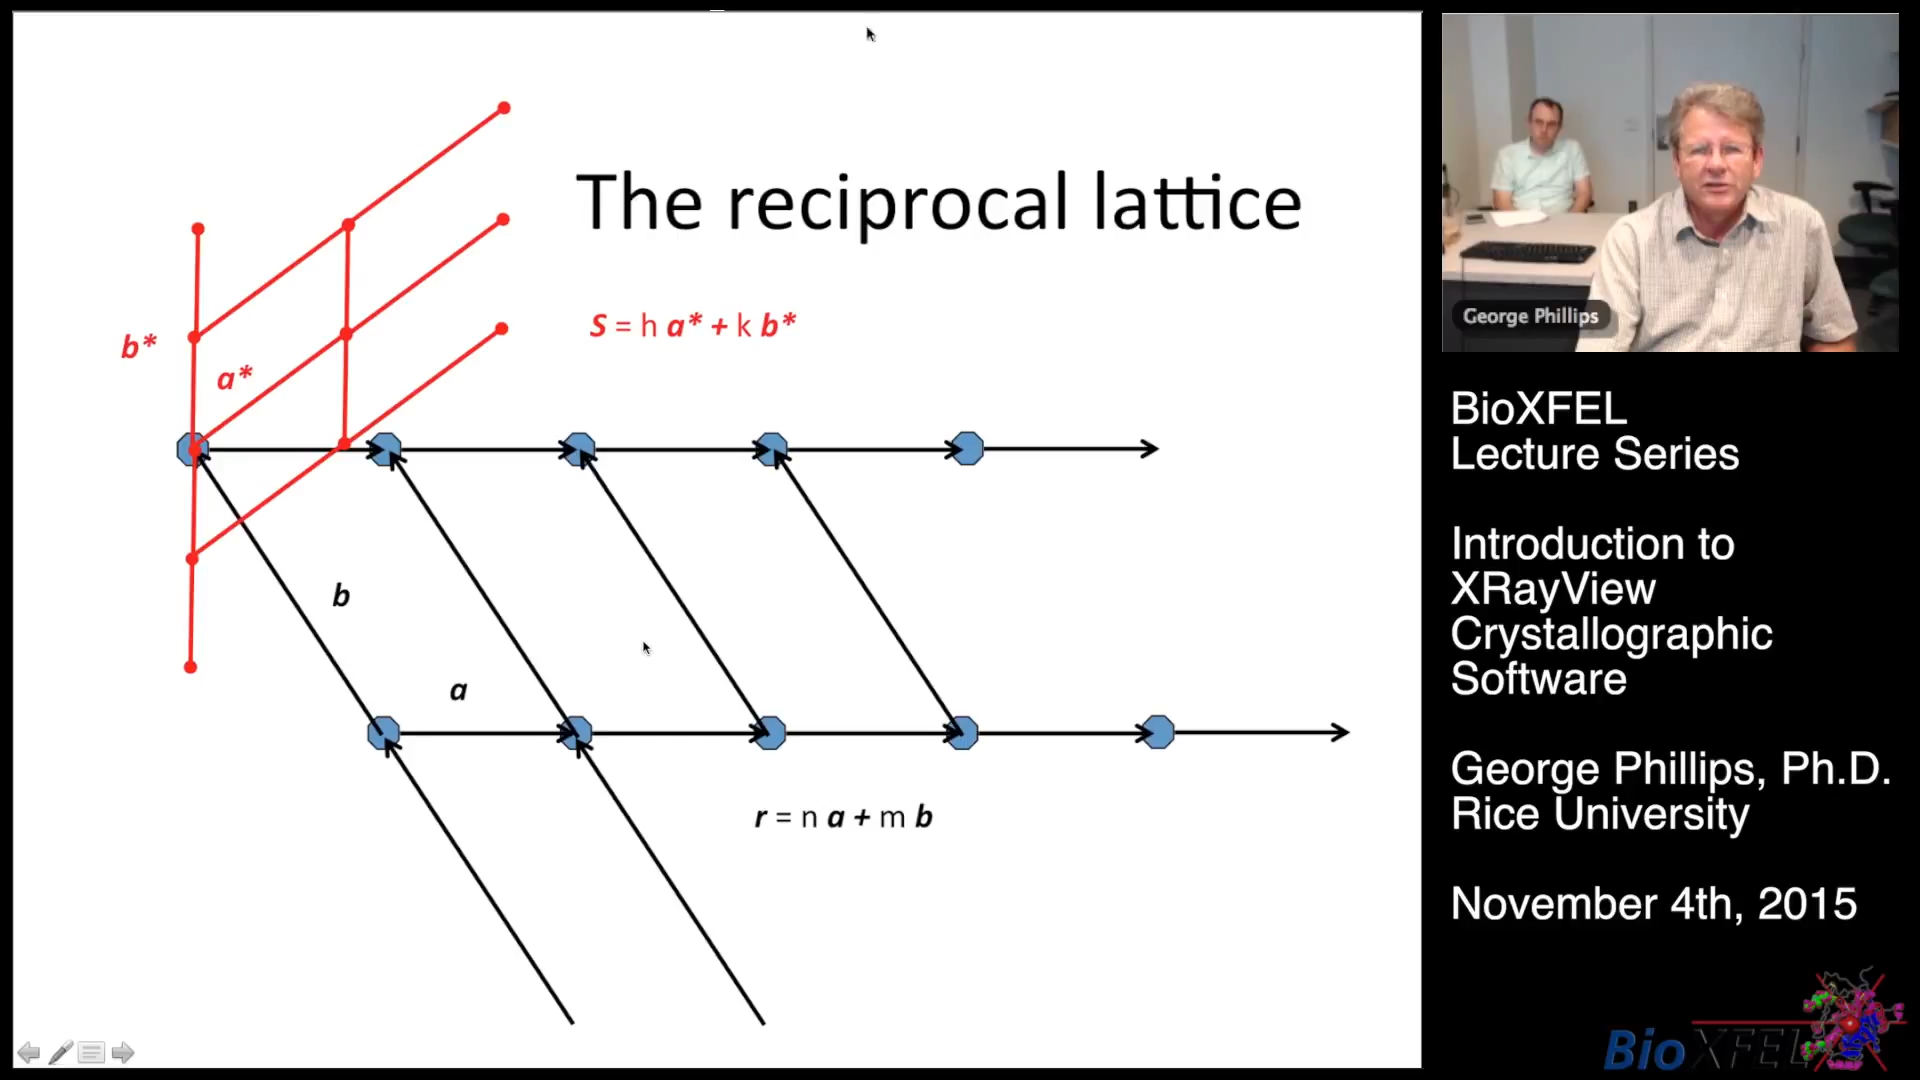 The reciprocal lattice
b*
a*
S = h a* + k b*
b
a
r = n a + m b
George Phillips
BioXFEL
Lecture Series
Introduction to
XRayView
Crystallographic
Software
George Phillips, Ph.D.
Rice University
November 4th, 2015
BioXFEL